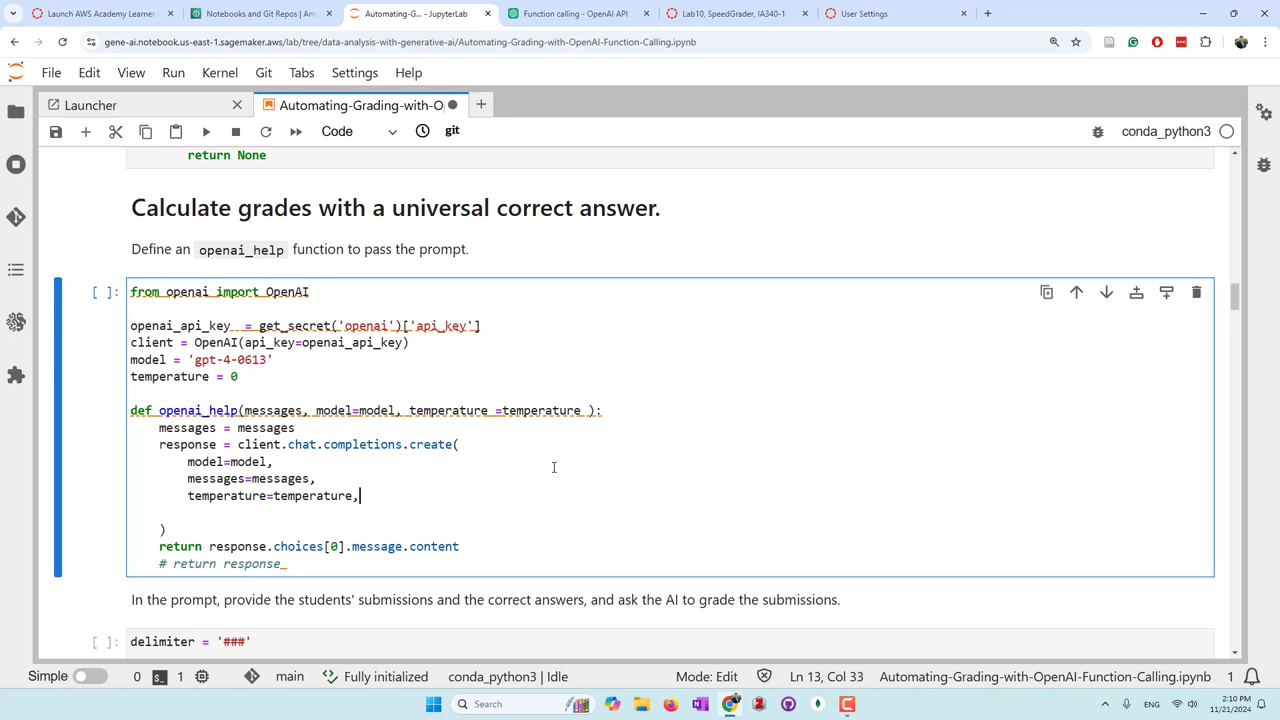 Launch AWS Academy Learner
Notebooks and Git Repos | Am
Automating-G... - JupyterLab
Function calling - OpenAI API
Lab10, SpeedGrader, IA340-1
User Settings
gene-ai.notebook.us-east-1.sagemaker.aws/lab/tree/data-analysis-with-generative-ai/Automating-Grading-with-OpenAI-Function-Calling.ipynb
File Edit View Run Kernel Git Tabs Settings Help
Launcher
Automating-Grading-with-O
Code
git
conda_python3
return None
Calculate grades with a universal correct answer.
Define an openai_help function to pass the prompt.
[ ]: from openai import OpenAI
openai_api_key = get_secret('openai')['api_key']
client = OpenAI(api_key=openai_api_key)
model = 'gpt-4-0613'
temperature = 0
def openai_help(messages, model=model, temperature =temperature ):
messages = messages
response = client.chat.completions.create(
model=model,
messages=messages,
temperature=temperature,
)
return response.choices[0].message.content
# return response_
In the prompt, provide the students' submissions and the correct answers, and ask the AI to grade the submissions.
[ ]: delimiter = '###'
Simple 0 1 main Fully initialized conda_python3 | Idle Mode: Edit Ln 13, Col 33 Automating-Grading-with-OpenAI-Function-Calling.ipynb 1
Search
ENG
2:10 PM
11/21/2024